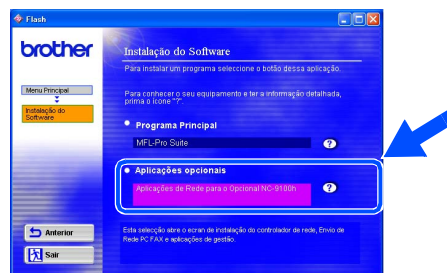 Flash
brother
Instalação do Software
Para instalar um programa seleccione o botão dessa aplicação.
Menu Principal
Instalação do
Software
Para conhecer o seu equipamento e ter a informação detalhada,
prima o ícone "?".
Programa Principal
MFL-Pro Suite
?
Aplicações opcionais
Aplicações de Rede para o Opcional NC-9100h
?
Anterior
Sair
Esta selecção abre o ecran de instalação do controlador de rede, Envio de
Rede PC FAX e aplicações de gestão.